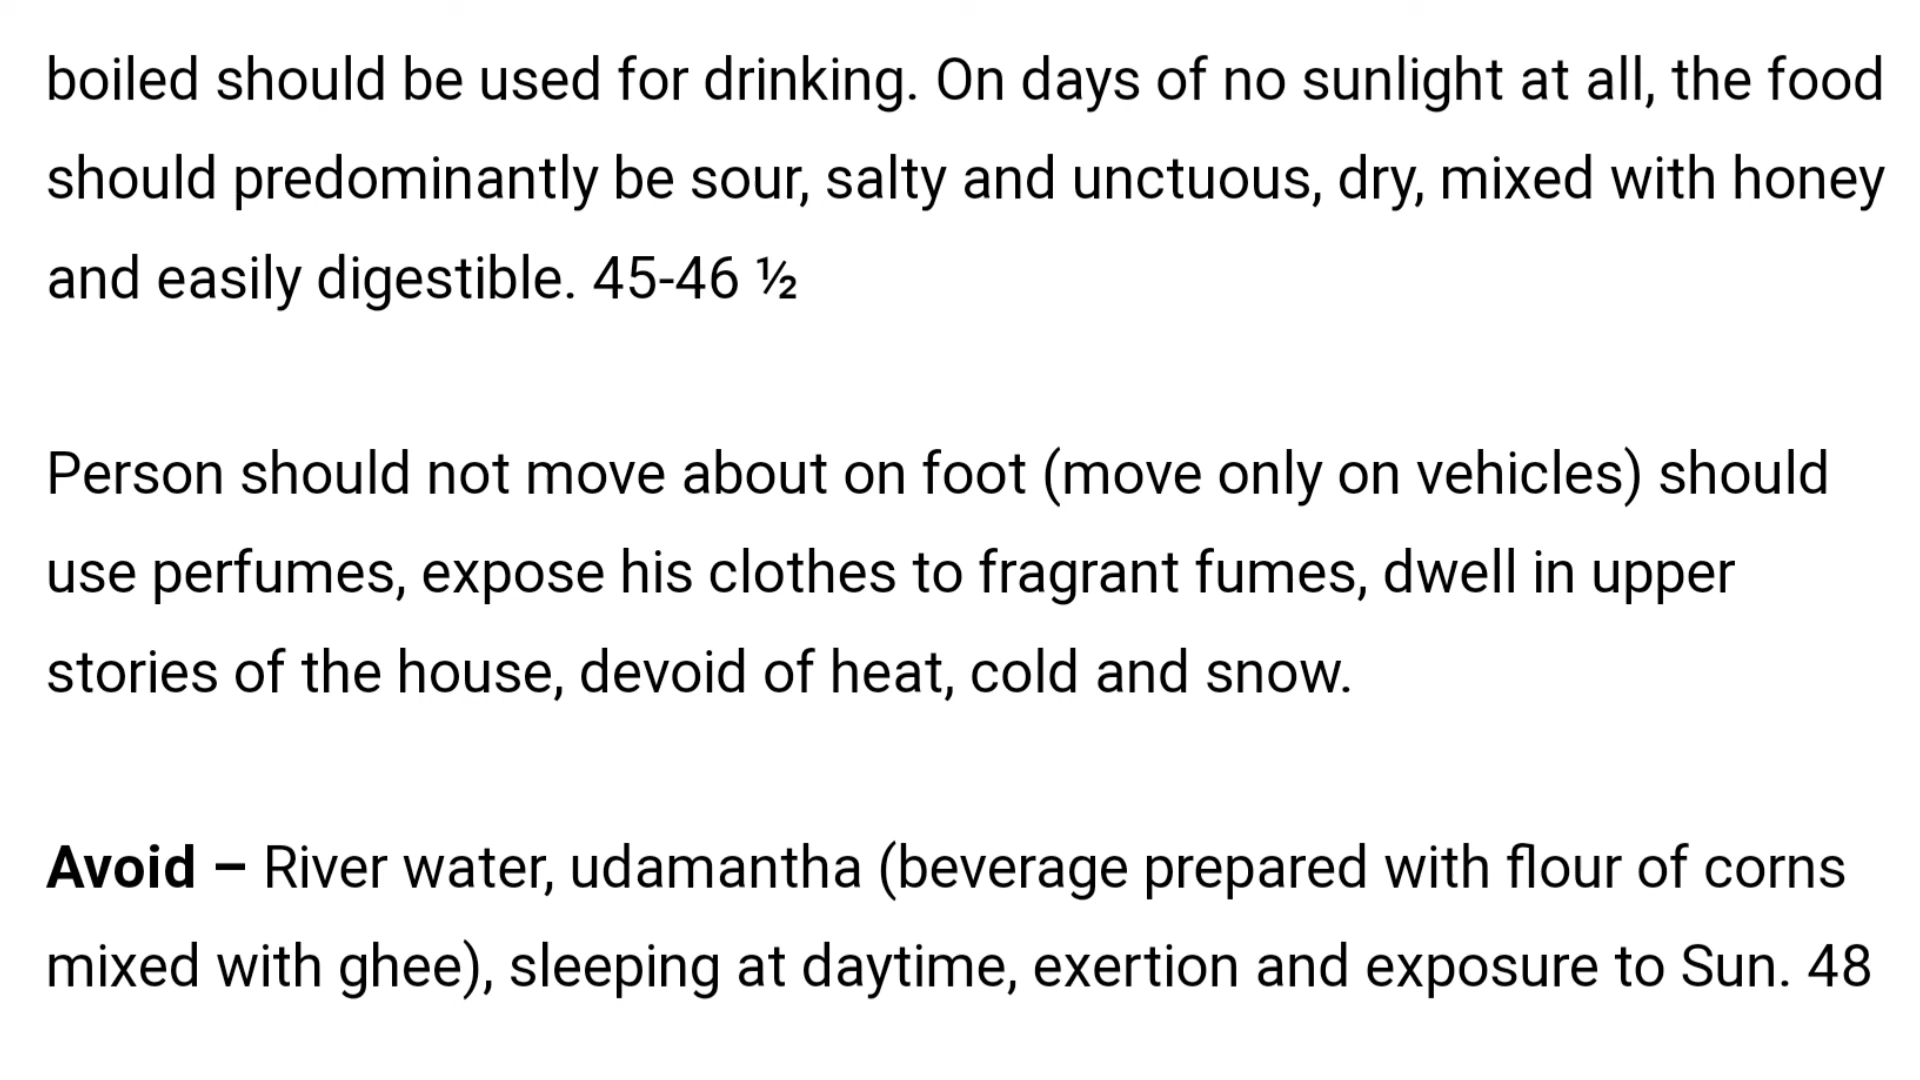 boiled should be used for drinking. On days of no sunlight at all, the food
should predominantly be sour, salty and unctuous, dry, mixed with honey
and easily digestible. 45-46 ½
Person should not move about on foot (move only on vehicles) should
use perfumes, expose his clothes to fragrant fumes, dwell in upper
stories of the house, devoid of heat, cold and snow.
Avoid – River water, udamantha (beverage prepared with flour of corns
mixed with ghee), sleeping at daytime, exertion and exposure to Sun. 48